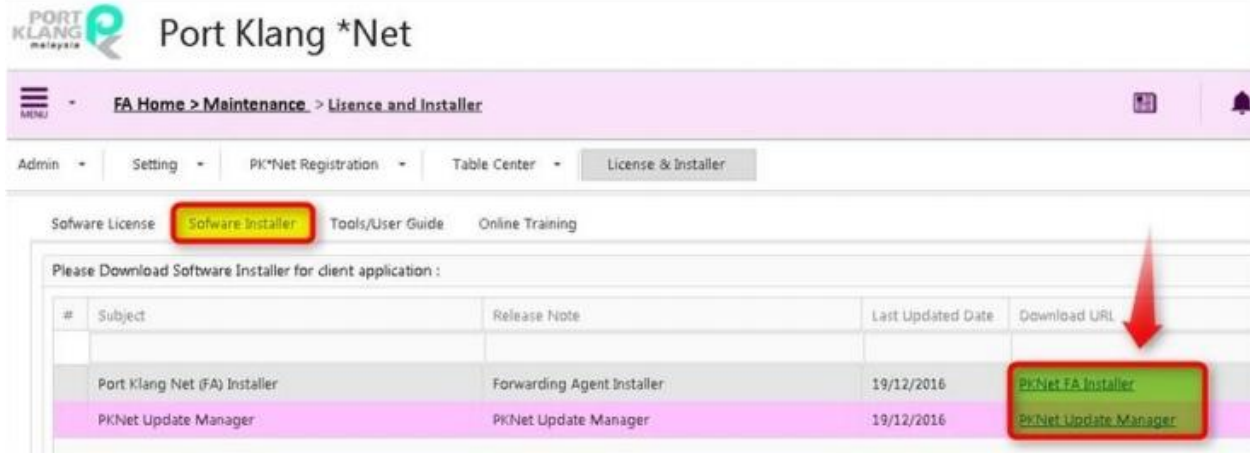 PORT
KLANG
malaysia
Port Klang *Net
MENU
FA Home > Maintenance > Lisence and Installer
Admin Setting PK*Net Registration Table Center License & Installer
Sofware License Sofware Installer Tools/User Guide Online Training
Please Download Software Installer for client application :
# Subject Release Note Last Updated Date Download URL
Port Klang Net (FA) Installer Forwarding Agent Installer 19/12/2016 PKNet FA Installer
PKNet Update Manager PKNet Update Manager 19/12/2016 PKNet Update Manager